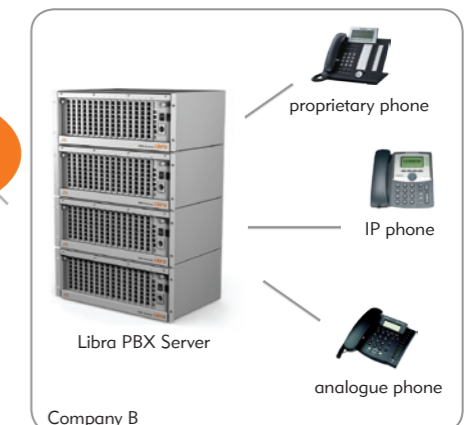 proprietary phone
IP phone
Libra PBX Server
analogue phone
Company B